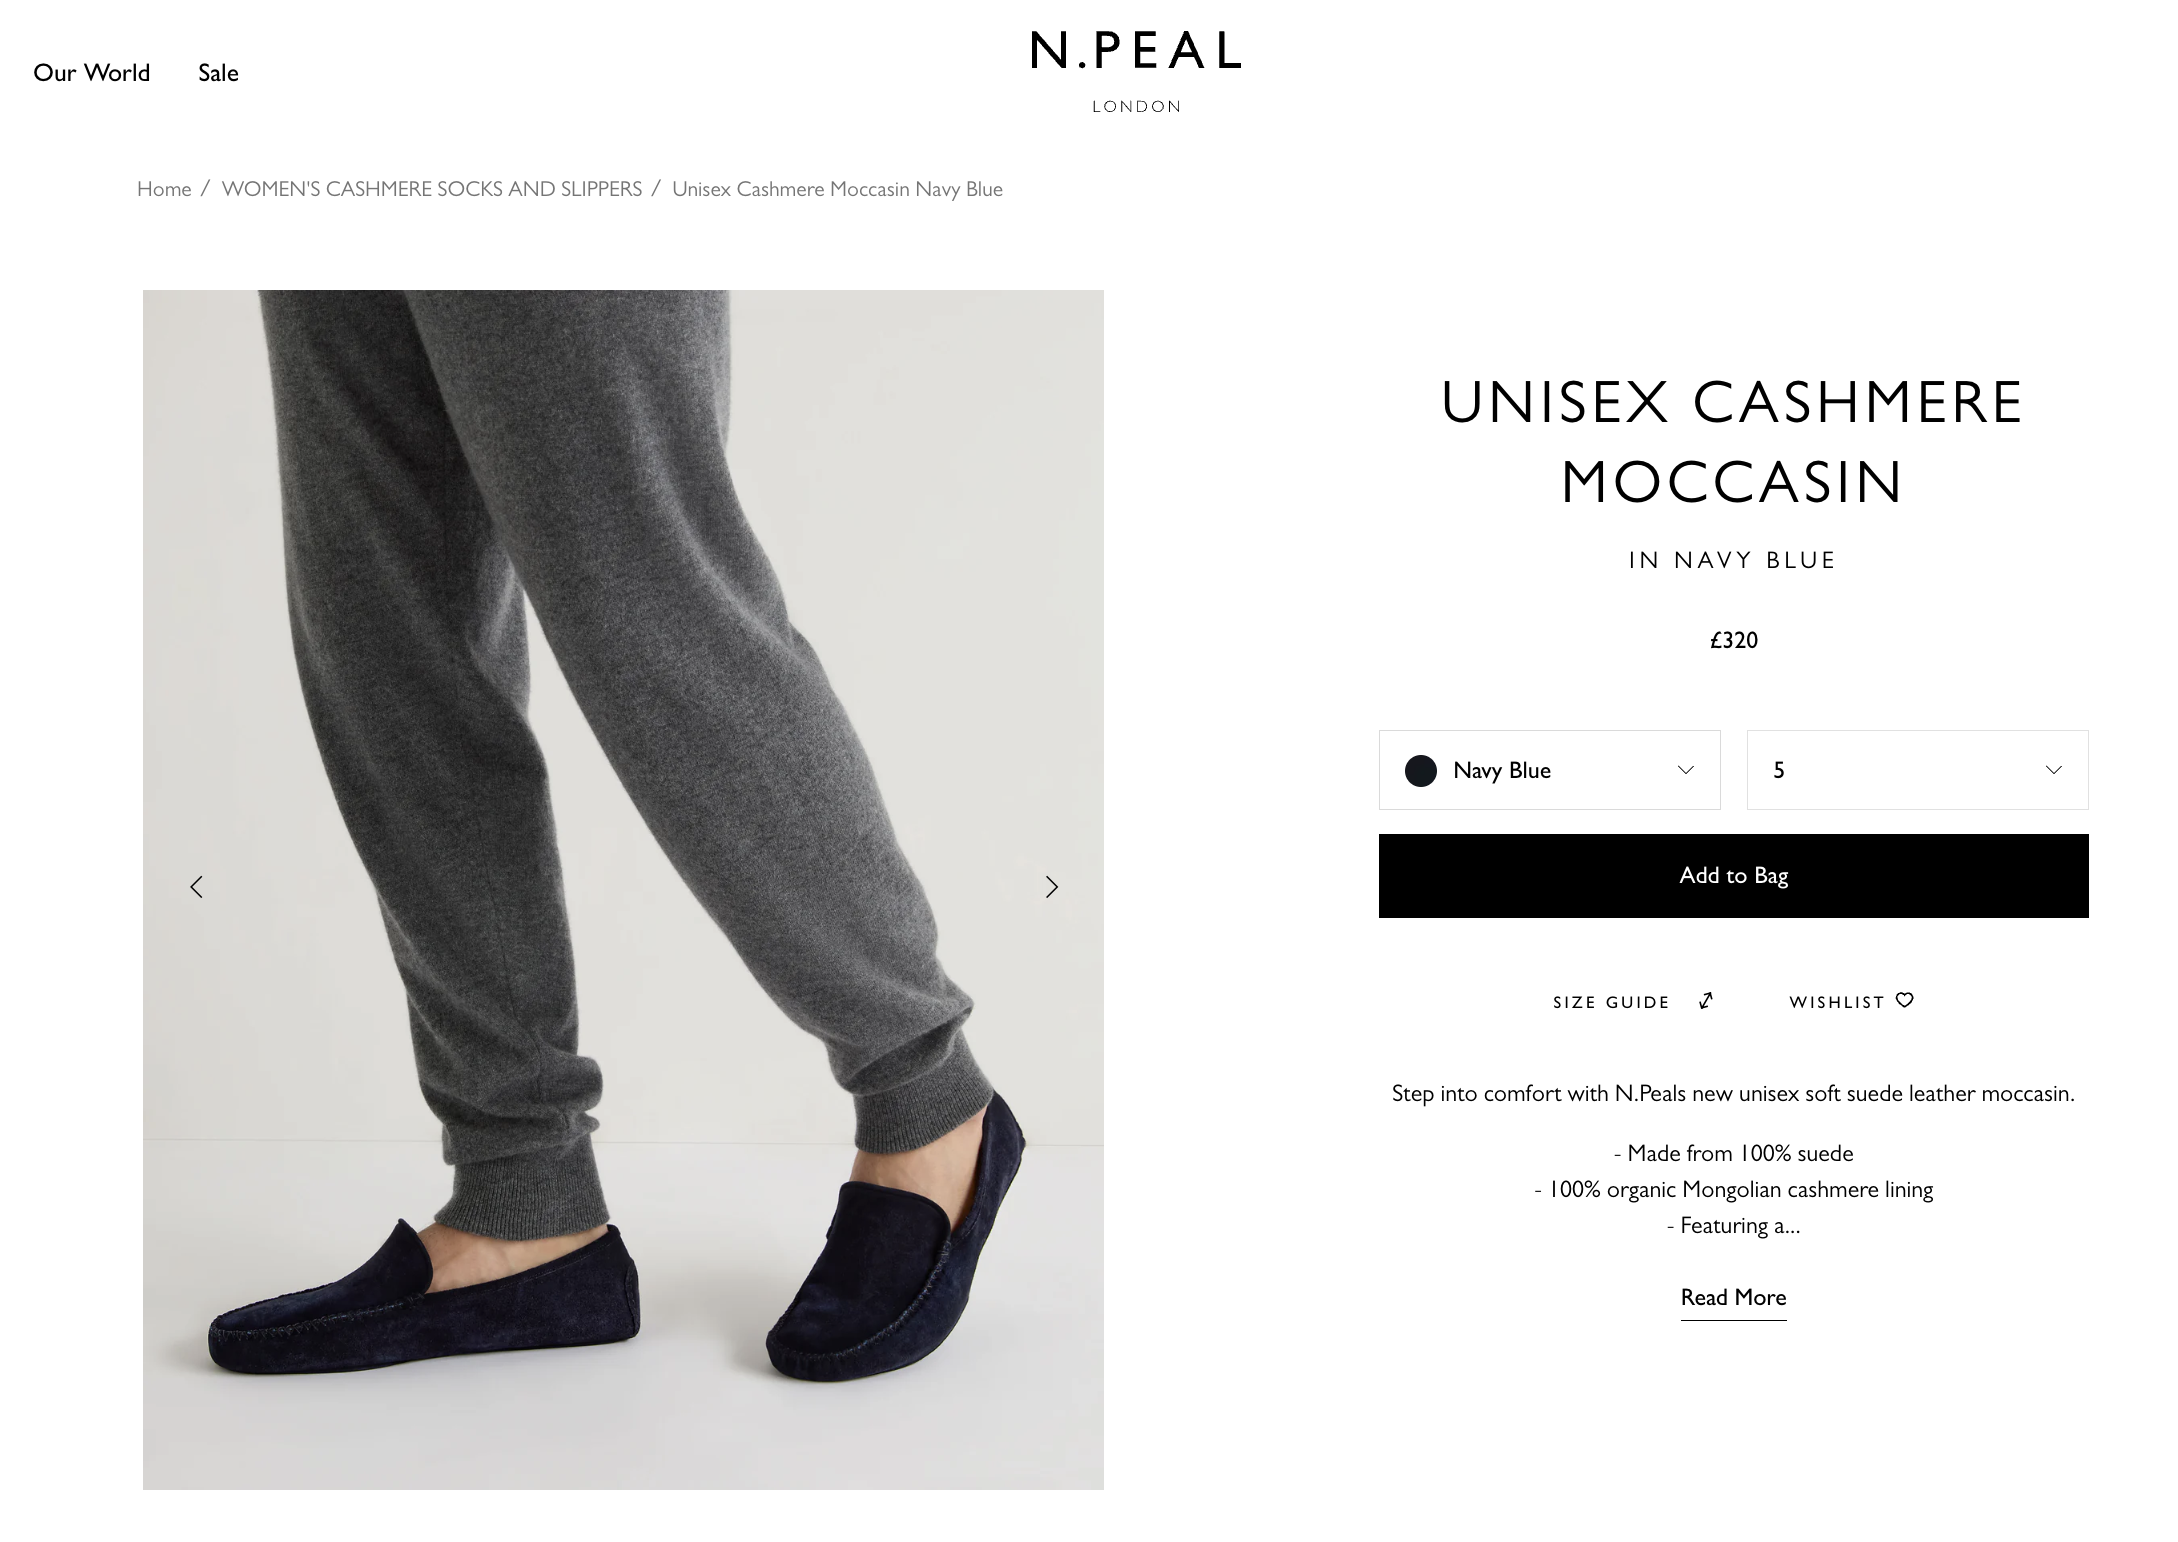 N.PEAL
LONDON
Our World Sale
Home / WOMEN'S CASHMERE SOCKS AND SLIPPERS / Unisex Cashmere Moccasin Navy Blue
UNISEX CASHMERE
MOCCASIN
IN NAVY BLUE
£320
Navy Blue 5
Add to Bag
SIZE GUIDE WISHLIST
Step into comfort with N.Peals new unisex soft suede leather moccasin.
- Made from 100% suede
- 100% organic Mongolian cashmere lining
- Featuring a...
Read More